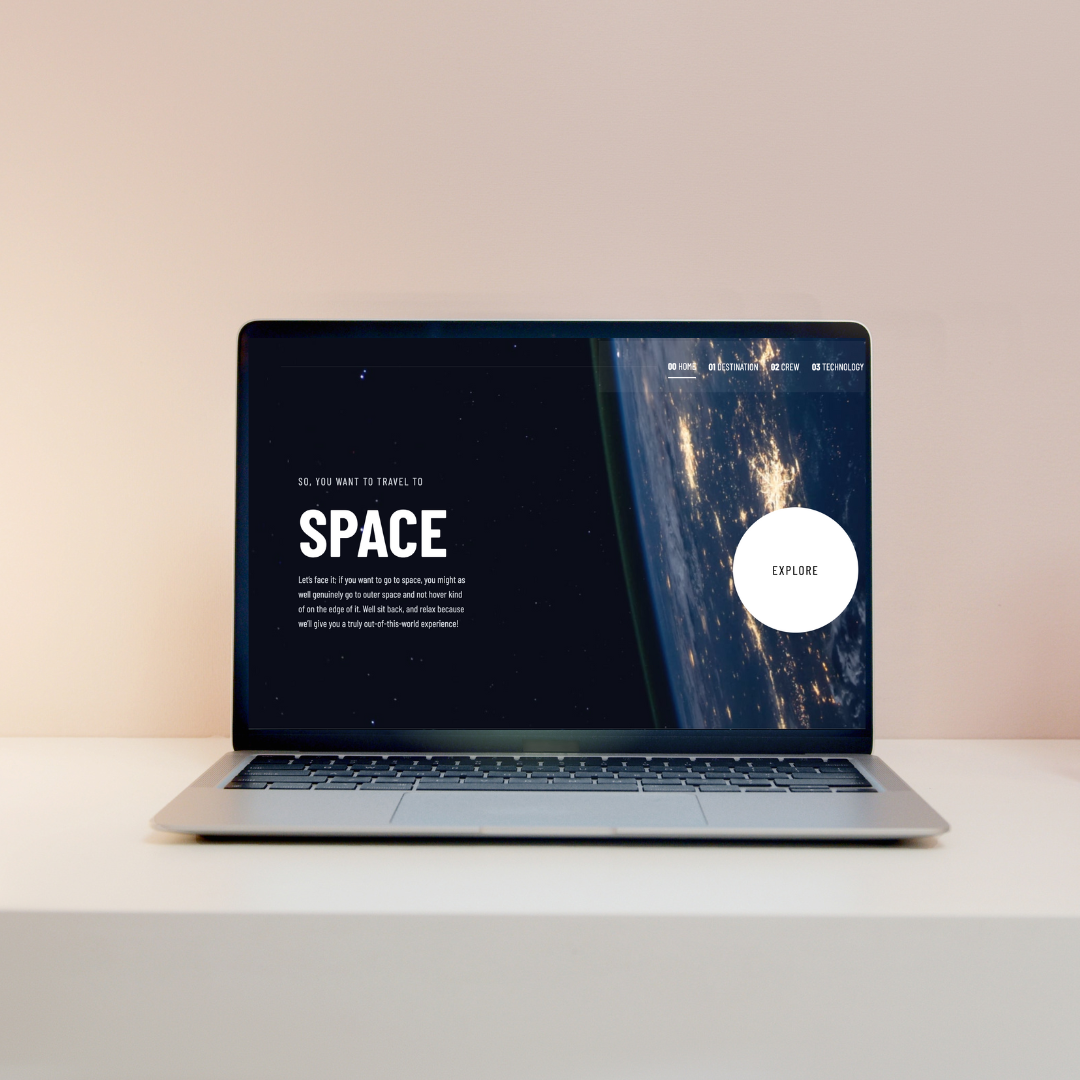 00 HOME 01 DESTINATION 02 CREW 03 TECHNOLOGY
SO, YOU WANT TO TRAVEL TO
SPACE
Let's face it; if you want to go to space, you might as
well genuinely go to outer space and not hover kind
of on the edge of it. Well sit back, and relax because
we'll give you a truly out-of-this-world experience!
EXPLORE